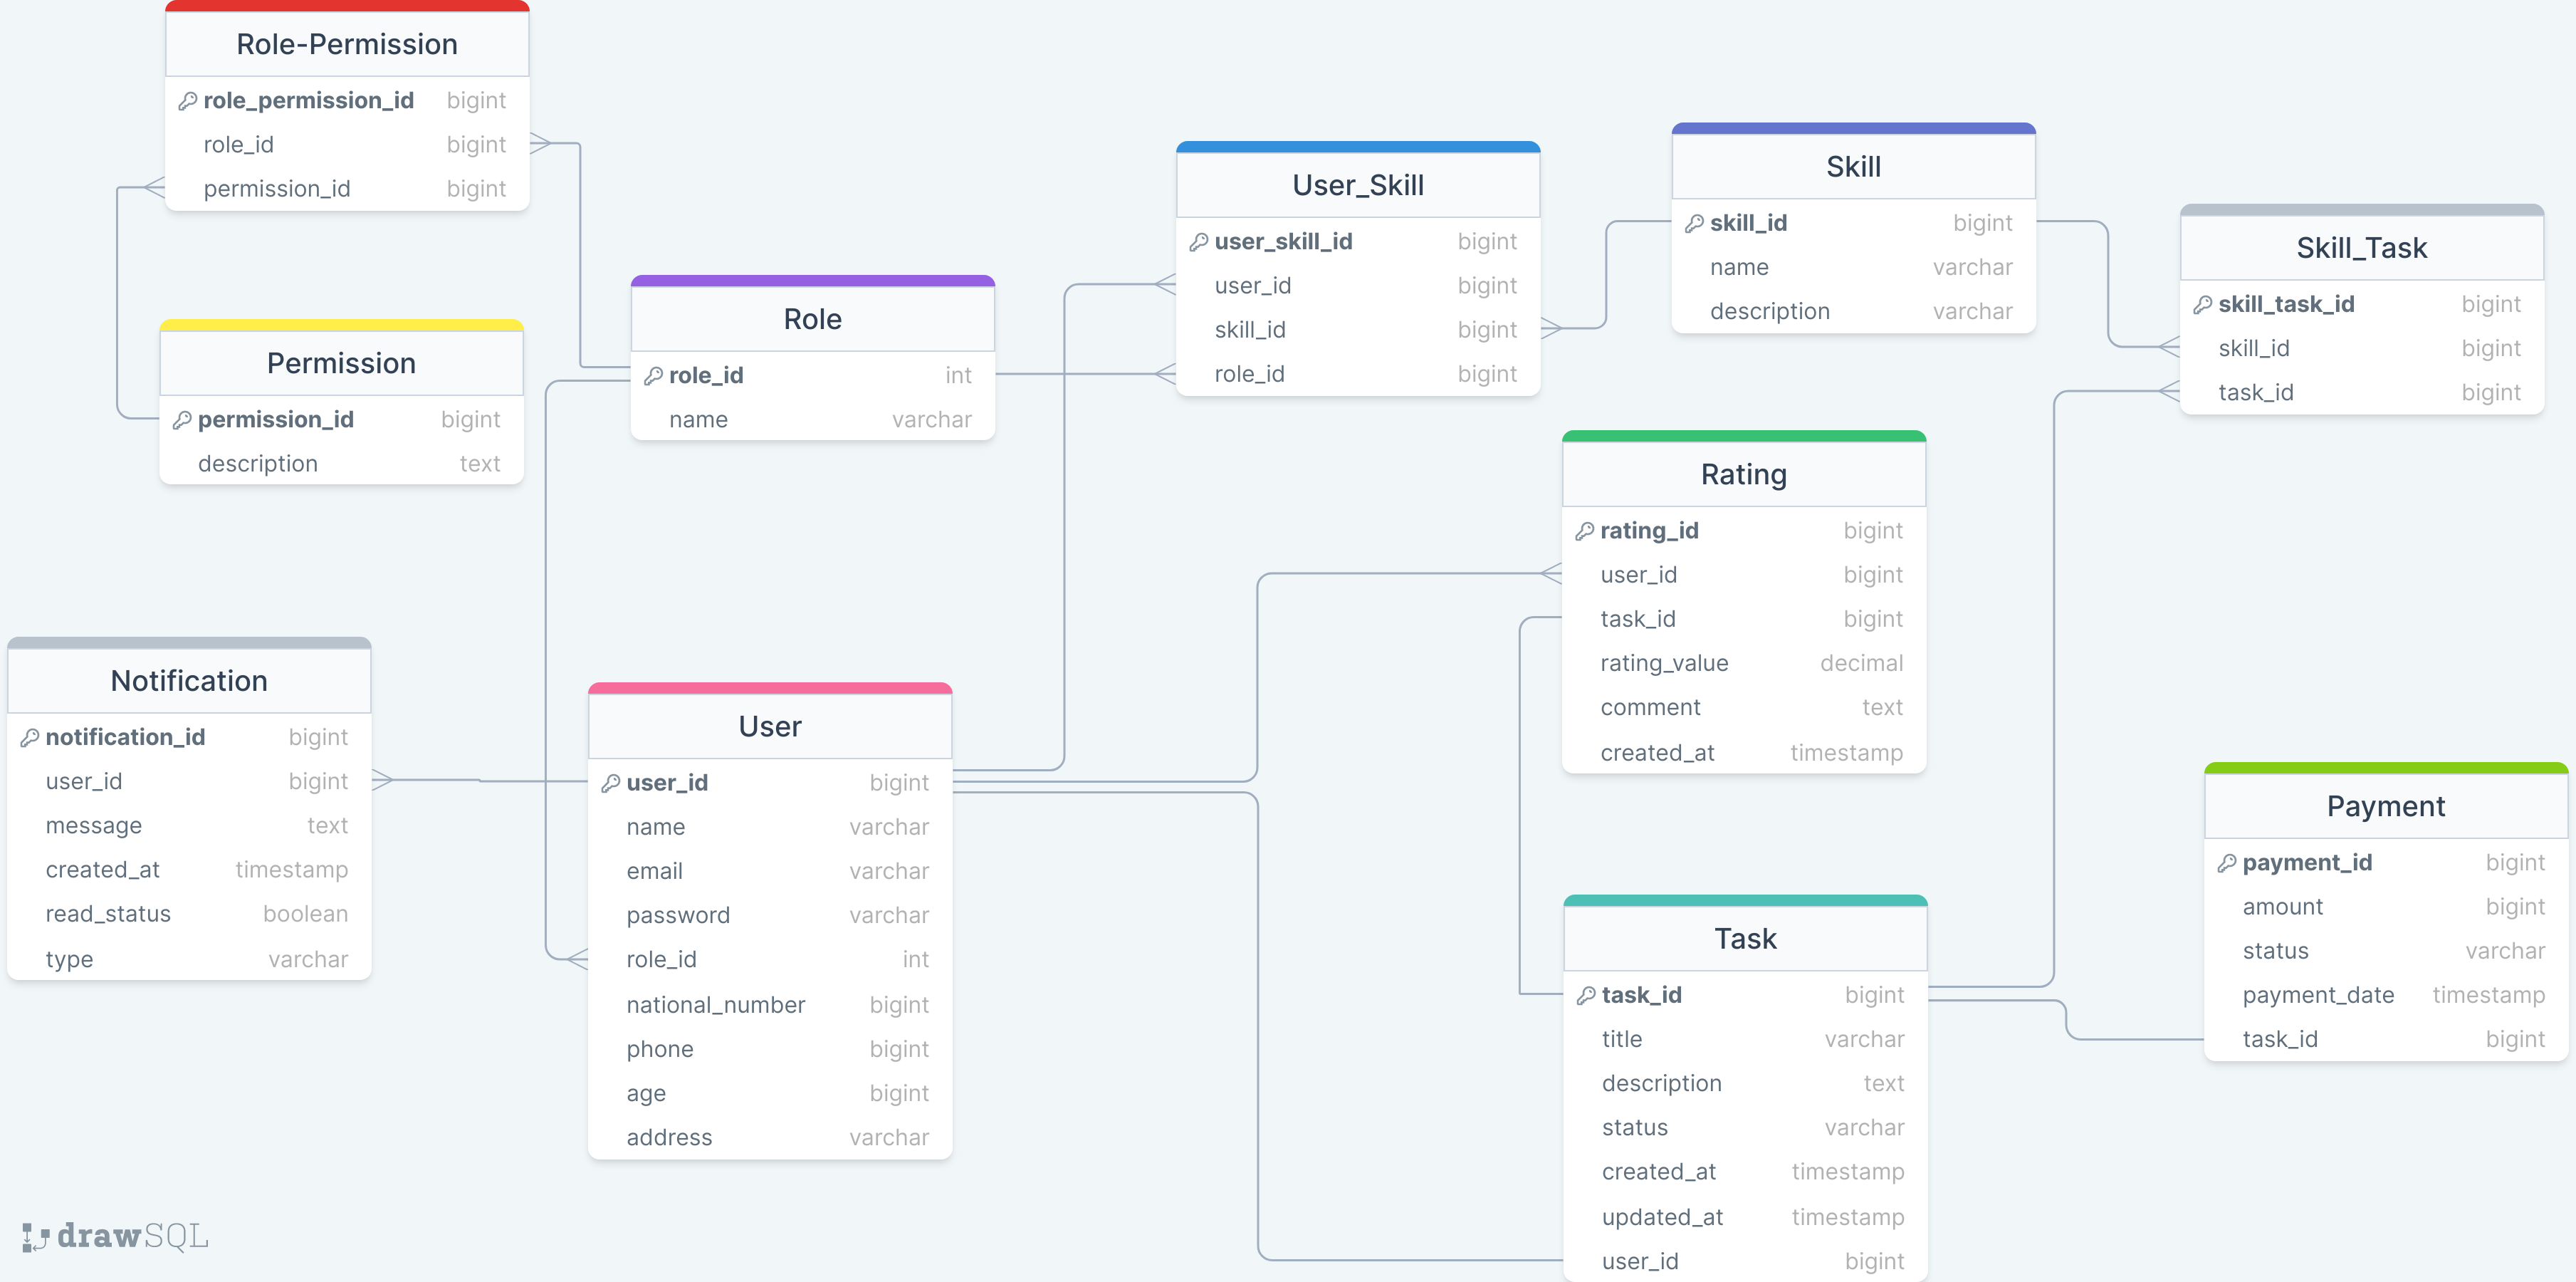 Role-Permission
role_permission_id bigint
role_id bigint
permission_id bigint
Permission
permission_id bigint
description text
Role
role_id int
name varchar
User_Skill
user_skill_id bigint
user_id bigint
skill_id bigint
role_id bigint
Skill
skill_id bigint
name varchar
description varchar
Skill_Task
skill_task_id bigint
skill_id bigint
task_id bigint
Rating
rating_id bigint
user_id bigint
task_id bigint
rating_value decimal
comment text
created_at timestamp
Notification
notification_id bigint
user_id bigint
message text
created_at timestamp
read_status boolean
type varchar
User
user_id bigint
name varchar
email varchar
password varchar
role_id int
national_number bigint
phone bigint
age bigint
address varchar
Task
task_id bigint
title varchar
description text
status varchar
created_at timestamp
updated_at timestamp
user_id bigint
Payment
payment_id bigint
amount bigint
status varchar
payment_date timestamp
task_id bigint
drawSQL